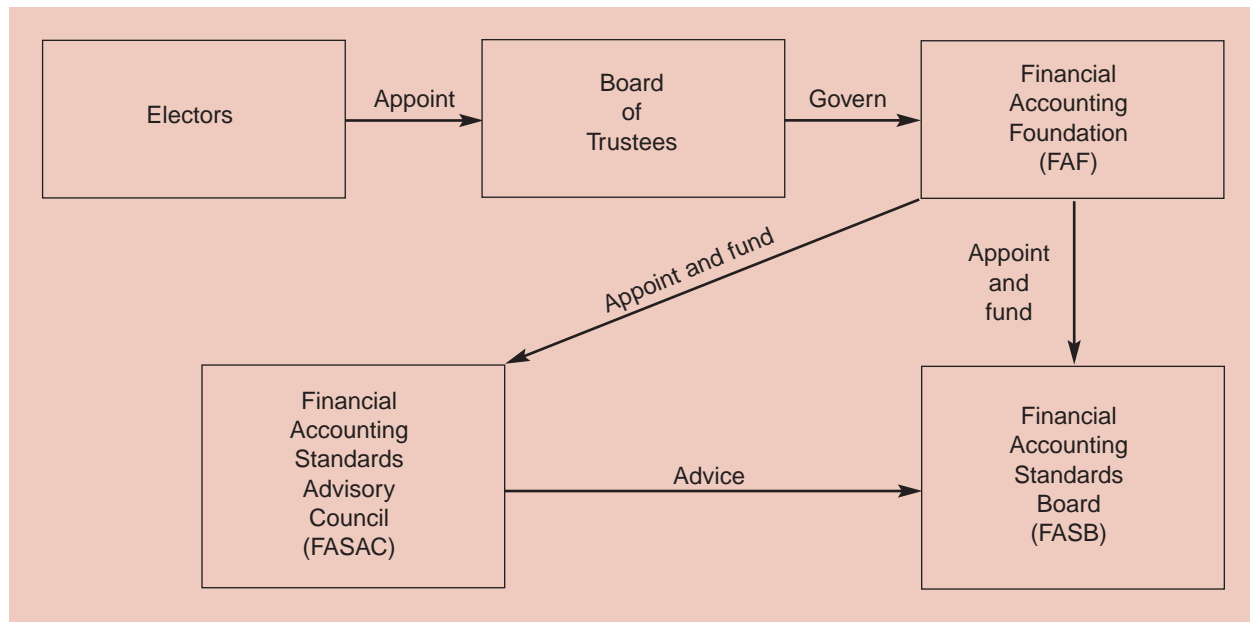 Electors
Appoint
Board
of
Trustees
Govern
Financial
Accounting
Foundation
(FAF)
Appoint and fund
Appoint
and
fund
Financial
Accounting
Standards
Advisory
Council
(FASAC)
Advice
Financial
Accounting
Standards
Board
(FASB)